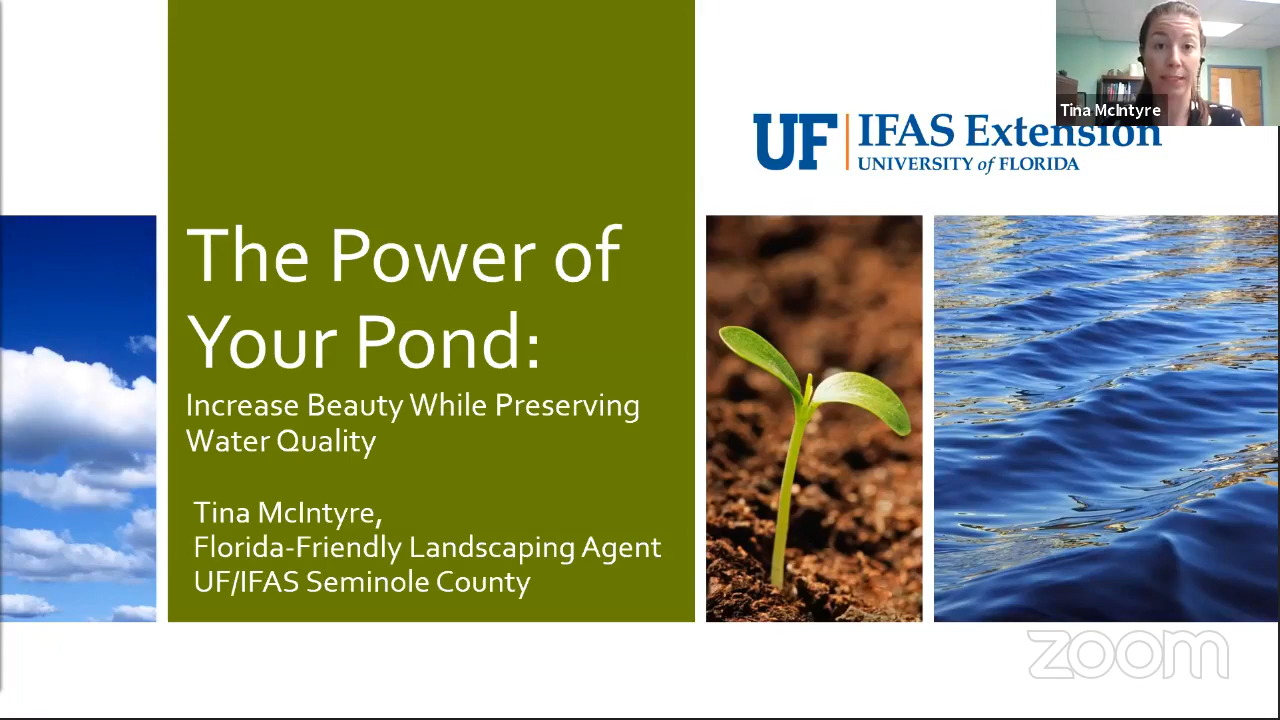 Tina McIntyre
UF IFAS Extension
UNIVERSITY of FLORIDA
The Power of
Your Pond:
Increase Beauty While Preserving
Water Quality
Tina McIntyre,
Florida-Friendly Landscaping Agent
UF/IFAS Seminole County
zoom